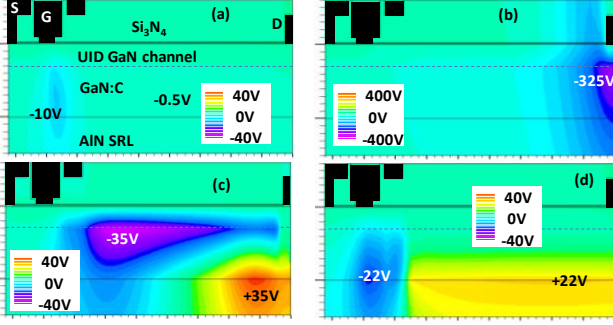 S G Si₃N₄ (a) D
UID GaN channel
GaN:C
-10V -0.5V
AlN SRL
40V
0V
-40V
(b)
-325V
400V
0V
-400V
(c)
-35V
+35V
40V
0V
-40V
(d)
40V
0V
-40V
-22V +22V